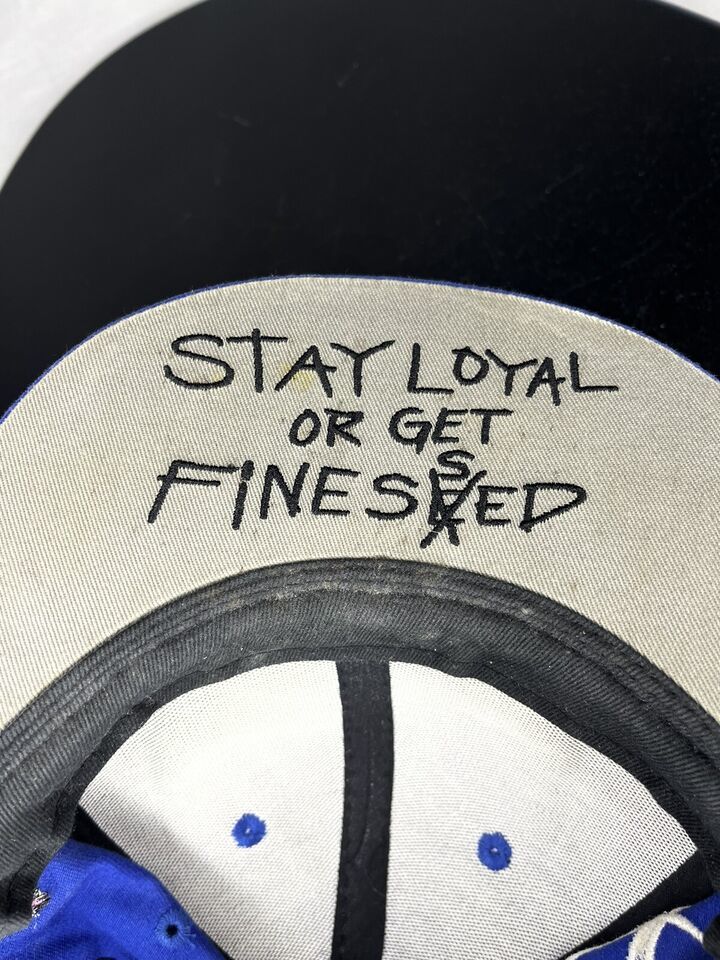 STAY LOYAL
OR GET
FiNESSED